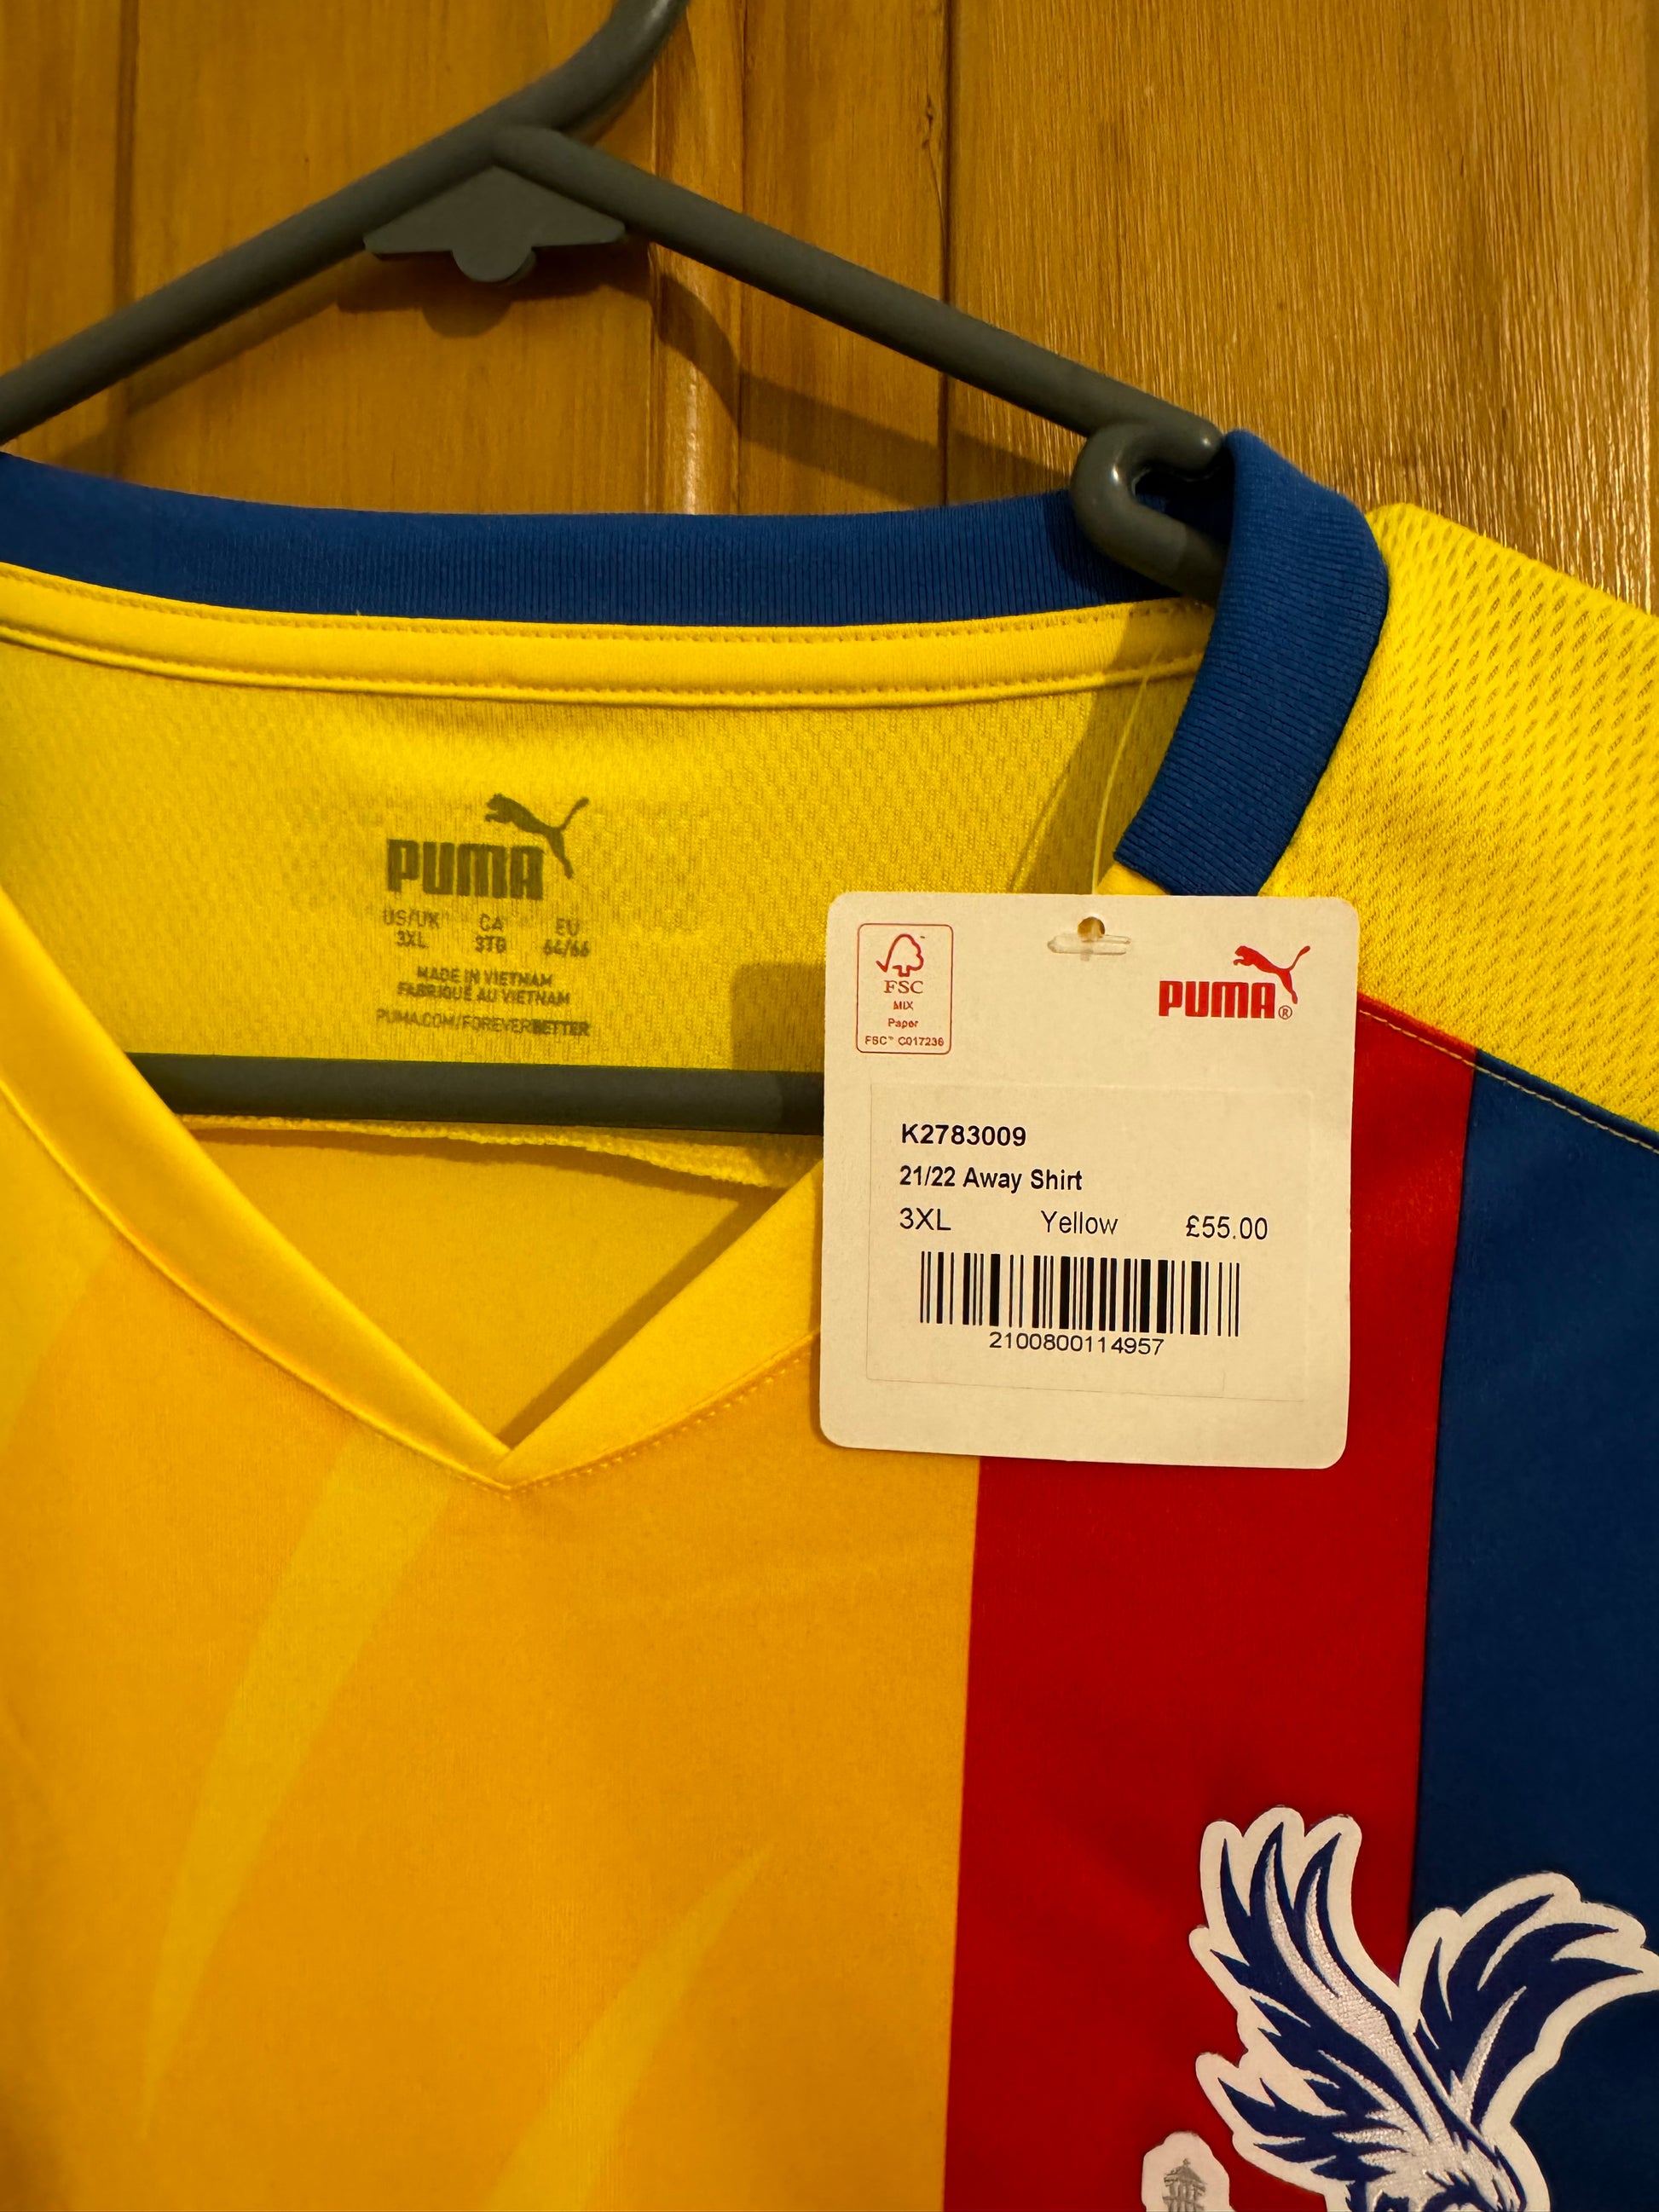 PUMA
US/UK CA EU
3XL 3TG 64/66
MADE IN VIETNAM
FABRIQUÉ AU VIETNAM
PUMA.COM/FOREVERBETTER
FSC
MIX
Paper
FSC™ C017236
PUMA®
K2783009
21/22 Away Shirt
3XL Yellow £55.00
2100800114957